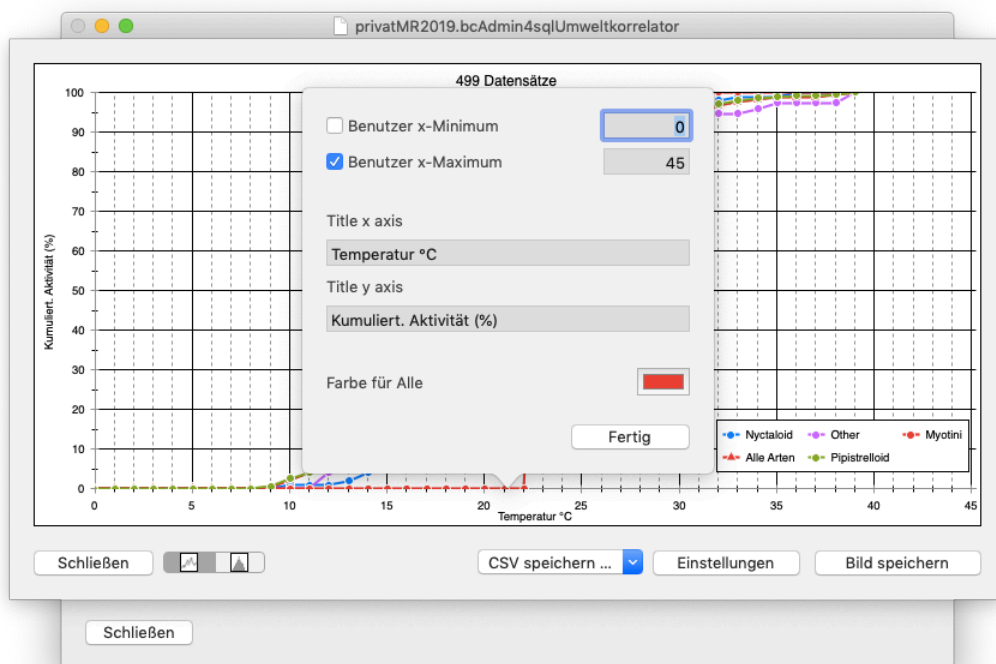 privatMR2019.bcAdmin4sqlUmweltkorrelator
499 Datensätze
100
90
80
70
60
50
40
30
20
10
0
Kumuliert. Aktivität (%)
Benutzer x-Minimum 0
Benutzer x-Maximum 45
Title x axis
Temperatur °C
Title y axis
Kumuliert. Aktivität (%)
Farbe für Alle
Fertig
Nyctaloid Other Myotini
Alle Arten Pipistrelloid
0 5 10 15 20 25 30 35 40 45
Temperatur °C
Schließen CSV speichern ... Einstellungen Bild speichern
Schließen